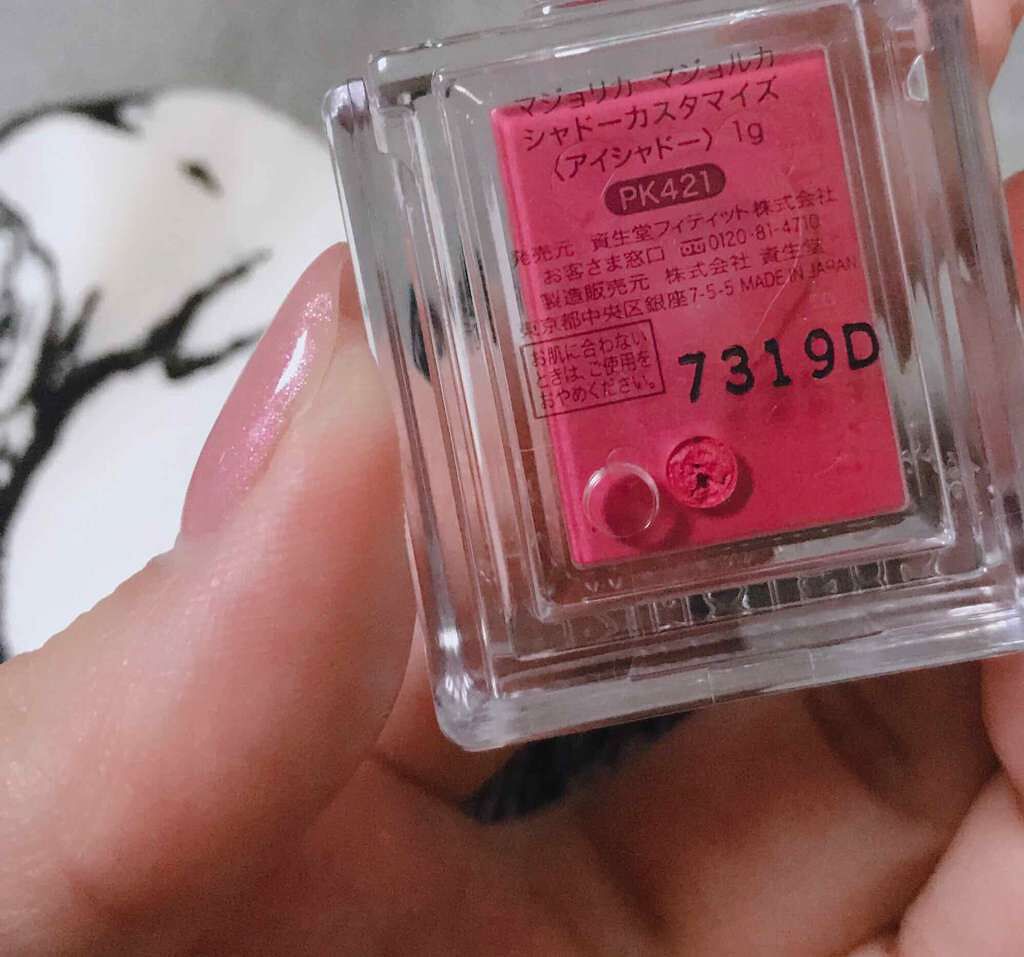 マジョリカ マジョルカ
シャドーカスタマイズ
〈アイシャドー〉 1g
PK421
発売元 資生堂フィティット株式会社
お客さま窓口 0120-81-4710
製造販売元 株式会社 資生堂
東京都中央区銀座7-5-5 MADE IN JAPAN
お肌に合わない
ときは、ご使用を
おやめください。
7319D